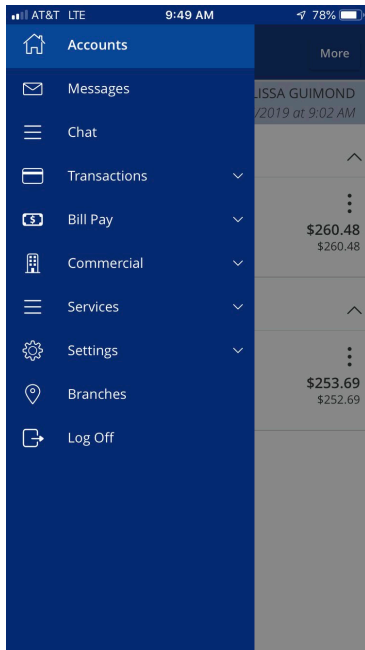 AT&T LTE 9:49 AM 78%
Accounts
More
Messages
LISSA GUIMOND
/2019 at 9:02 AM
Chat
Transactions
Bill Pay
$260.48
$260.48
Commercial
Services
Settings
$253.69
$252.69
Branches
Log Off